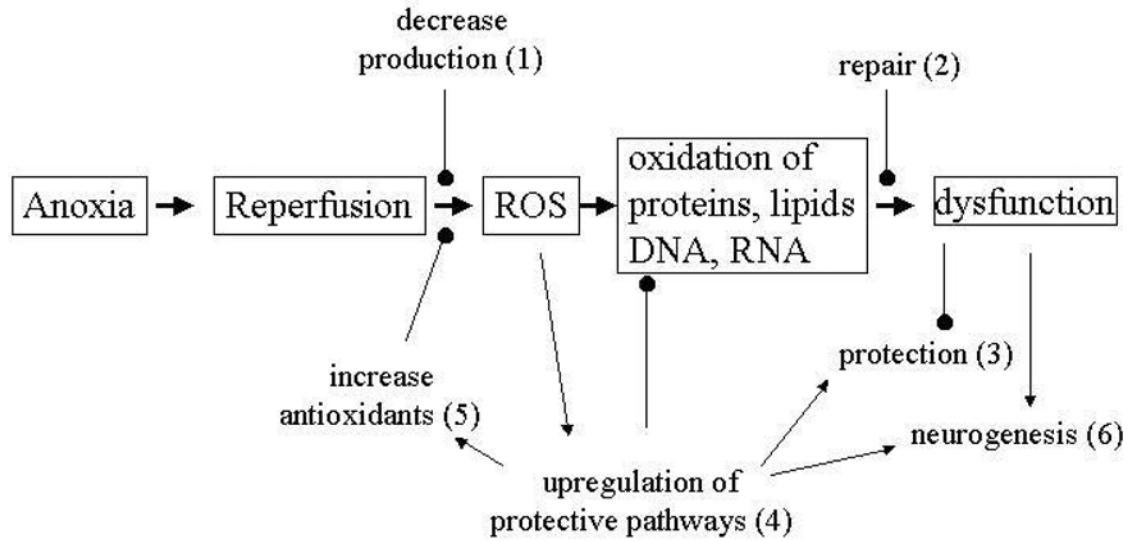 decrease
production (1)
repair (2)
Anoxia
Reperfusion
ROS
oxidation of
proteins, lipids
DNA, RNA
dysfunction
increase
antioxidants (5)
protection (3)
neurogenesis (6)
upregulation of
protective pathways (4)